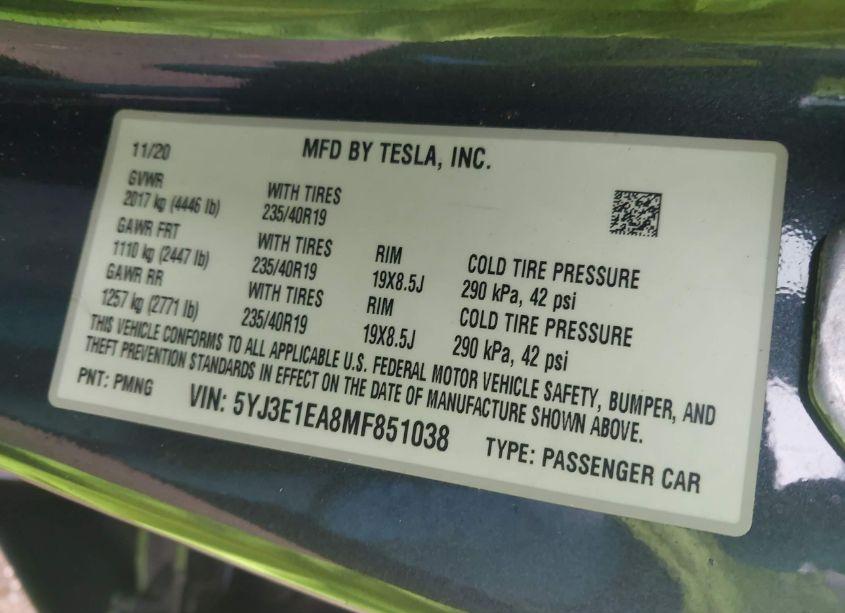 11/20 MFD BY TESLA, INC.
GVWR
2017 kg (4446 lb) WITH TIRES
235/40R19
GAWR FRT
1110 kg (2447 lb) WITH TIRES RIM COLD TIRE PRESSURE
235/40R19 19X8.5J 290 kPa, 42 psi
GAWR RR
1257 kg (2771 lb) WITH TIRES RIM COLD TIRE PRESSURE
235/40R19 19X8.5J 290 kPa, 42 psi
THIS VEHICLE CONFORMS TO ALL APPLICABLE U.S. FEDERAL MOTOR VEHICLE SAFETY, BUMPER, AND
THEFT PREVENTION STANDARDS IN EFFECT ON THE DATE OF MANUFACTURE SHOWN ABOVE.
PNT: PMNG VIN: 5YJ3E1EA8MF851038 TYPE: PASSENGER CAR